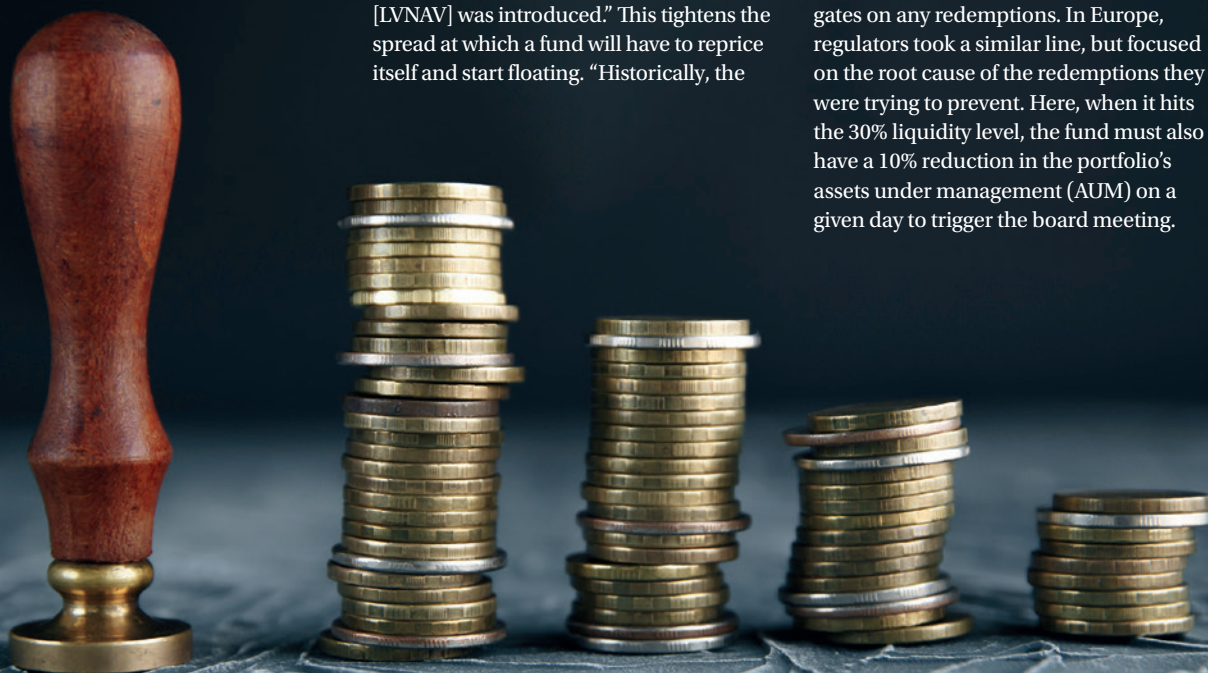 [LVNAV] was introduced.” This tightens the
spread at which a fund will have to reprice
itself and start floating. “Historically, the
gates on any redemptions. In Europe,
regulators took a similar line, but focused
on the root cause of the redemptions they
were trying to prevent. Here, when it hits
the 30% liquidity level, the fund must also
have a 10% reduction in the portfolio’s
assets under management (AUM) on a
given day to trigger the board meeting.